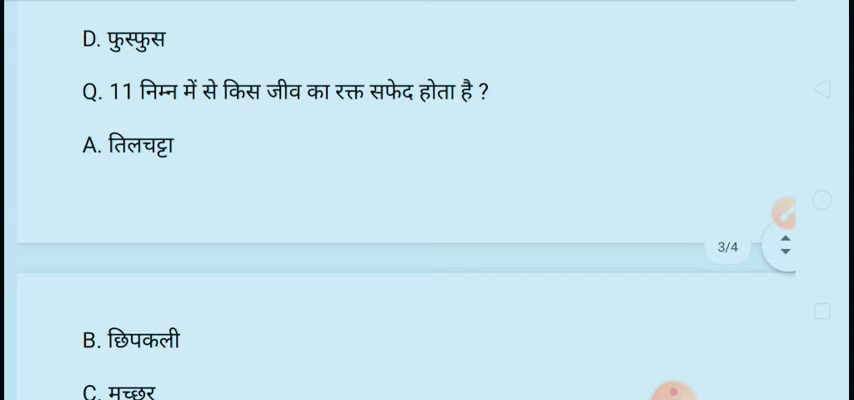 D. फुस्फुस
Q. 11 निम्न में से किस जीव का रक्त सफेद होता है ?
A. तिलचट्टा
3/4
B. छिपकली
C. मच्छर